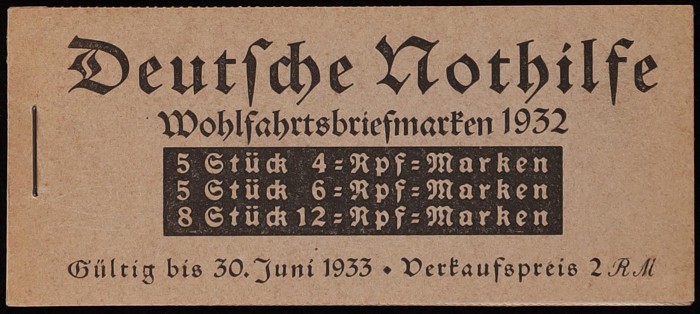 Deutſche Nothilfe
Wohlfahrtsbriefmarken 1932
5 Stück 4=Rpf=Marken
5 Stück 6=Rpf=Marken
8 Stück 12=Rpf=Marken
Gültig bis 30. Juni 1933 • Verkaufspreis 2 RM